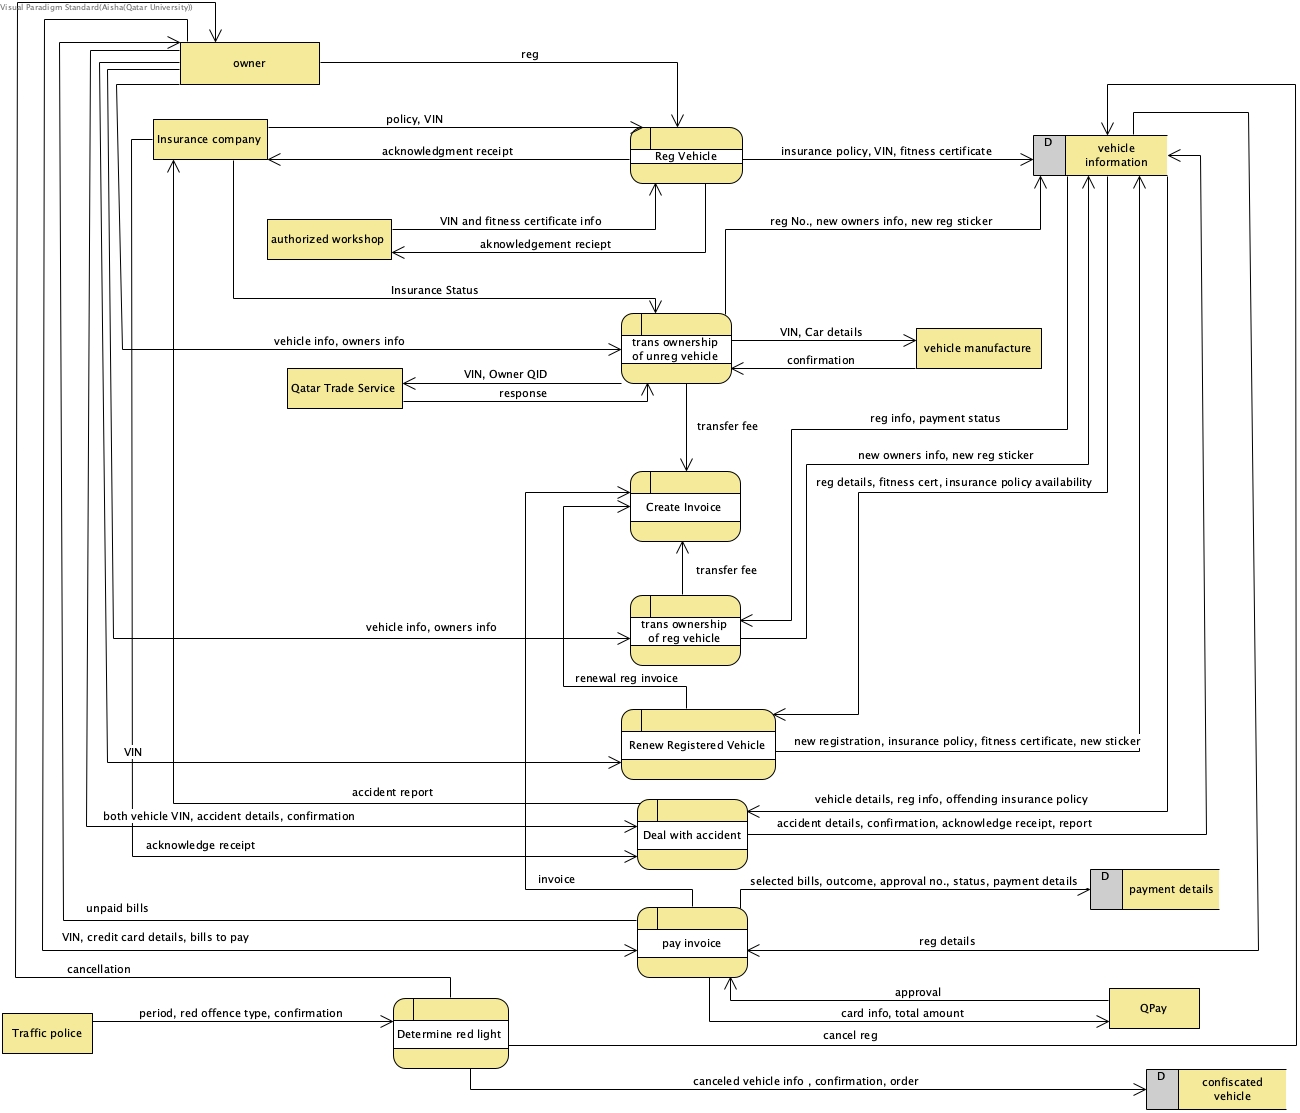 Visual Paradigm Standard(Aisha(Qatar University))
owner
reg
Insurance company
policy, VIN
acknowledgment receipt
Reg Vehicle
insurance policy, VIN, fitness certificate
D
vehicle
information
authorized workshop
VIN and fitness certificate info
aknowledgement reciept
reg No., new owners info, new reg sticker
Insurance Status
vehicle info, owners info
trans ownership
of unreg vehicle
VIN, Car details
confirmation
vehicle manufacture
Qatar Trade Service
VIN, Owner QID
response
transfer fee
reg info, payment status
new owners info, new reg sticker
reg details, fitness cert, insurance policy availability
Create Invoice
transfer fee
vehicle info, owners info
trans ownership
of reg vehicle
renewal reg invoice
VIN
Renew Registered Vehicle
new registration, insurance policy, fitness certificate, new sticker
accident report
both vehicle VIN, accident details, confirmation
acknowledge receipt
Deal with accident
vehicle details, reg info, offending insurance policy
accident details, confirmation, acknowledge receipt, report
invoice
selected bills, outcome, approval no., status, payment details
D
payment details
unpaid bills
VIN, credit card details, bills to pay
pay invoice
reg details
cancellation
approval
card info, total amount
QPay
Traffic police
period, red offence type, confirmation
Determine red light
cancel reg
canceled vehicle info , confirmation, order
D
confiscated
vehicle